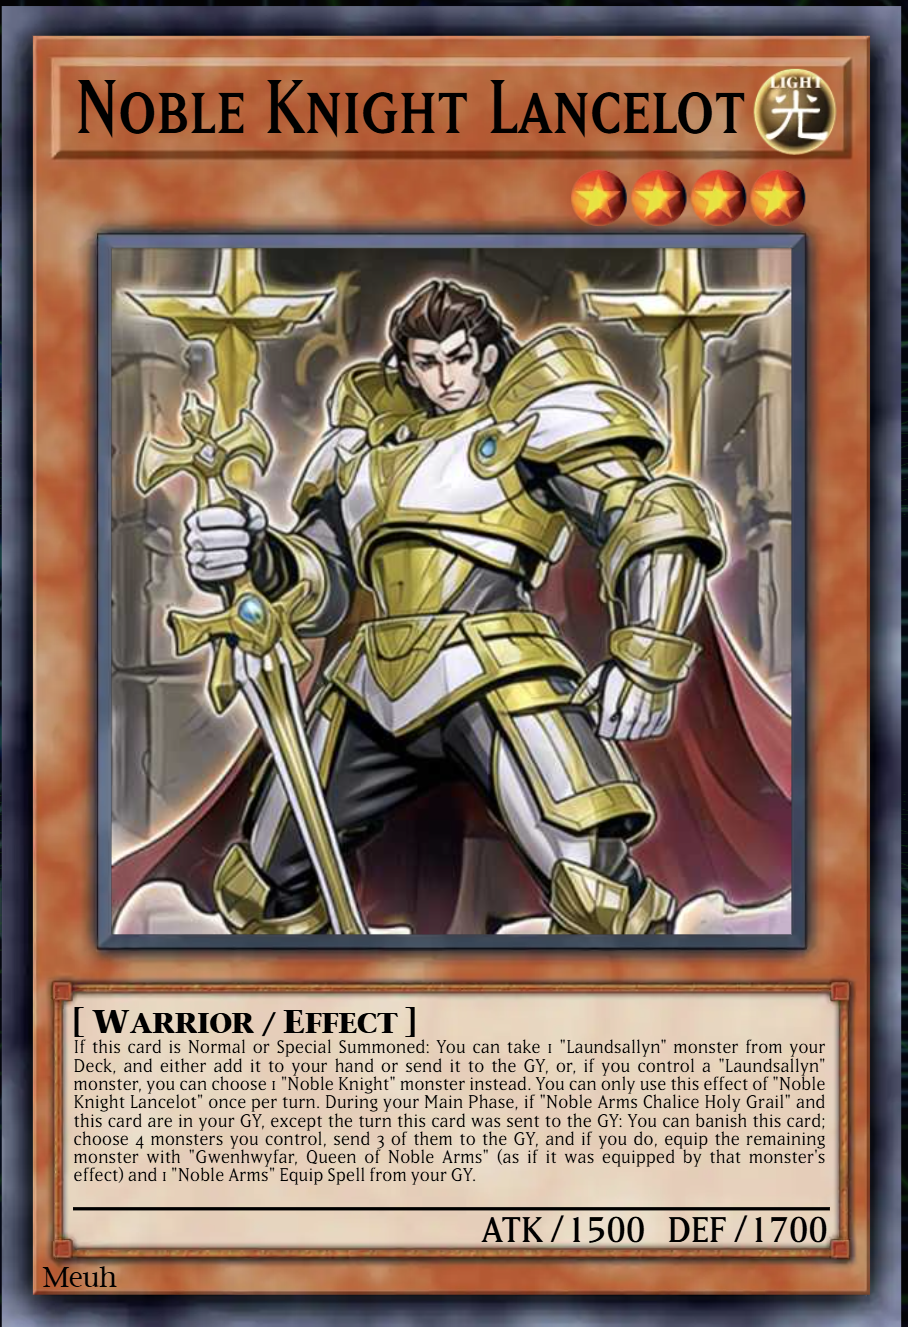 Noble Knight Lancelot
LIGHT
光
[ Warrior / Effect ]
If this card is Normal or Special Summoned: You can take 1 "Laundsallyn" monster from your
Deck, and either add it to your hand or send it to the GY, or, if you control a "Laundsallyn"
monster, you can choose 1 "Noble Knight" monster instead. You can only use this effect of "Noble
Knight Lancelot" once per turn. During your Main Phase, if "Noble Arms Chalice Holy Grail" and
this card are in your GY, except the turn this card was sent to the GY: You can banish this card;
choose 4 monsters you control, send 3 of them to the GY, and if you do, equip the remaining
monster with "Gwenhwyfar, Queen of Noble Arms" (as if it was equipped by that monster's
effect) and 1 "Noble Arms" Equip Spell from your GY.
ATK / 1500 DEF / 1700
Meuh